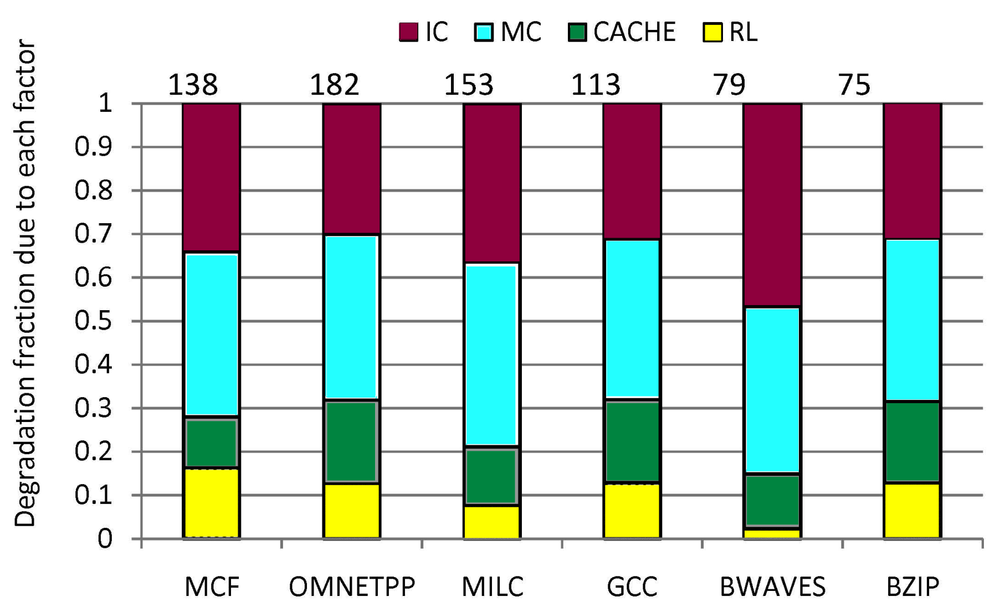 IC MC CACHE RL
138 182 153 113 79 75
Degradation fraction due to each factor
1
0.9
0.8
0.7
0.6
0.5
0.4
0.3
0.2
0.1
0
MCF OMNETPP MILC GCC BWAVES BZIP